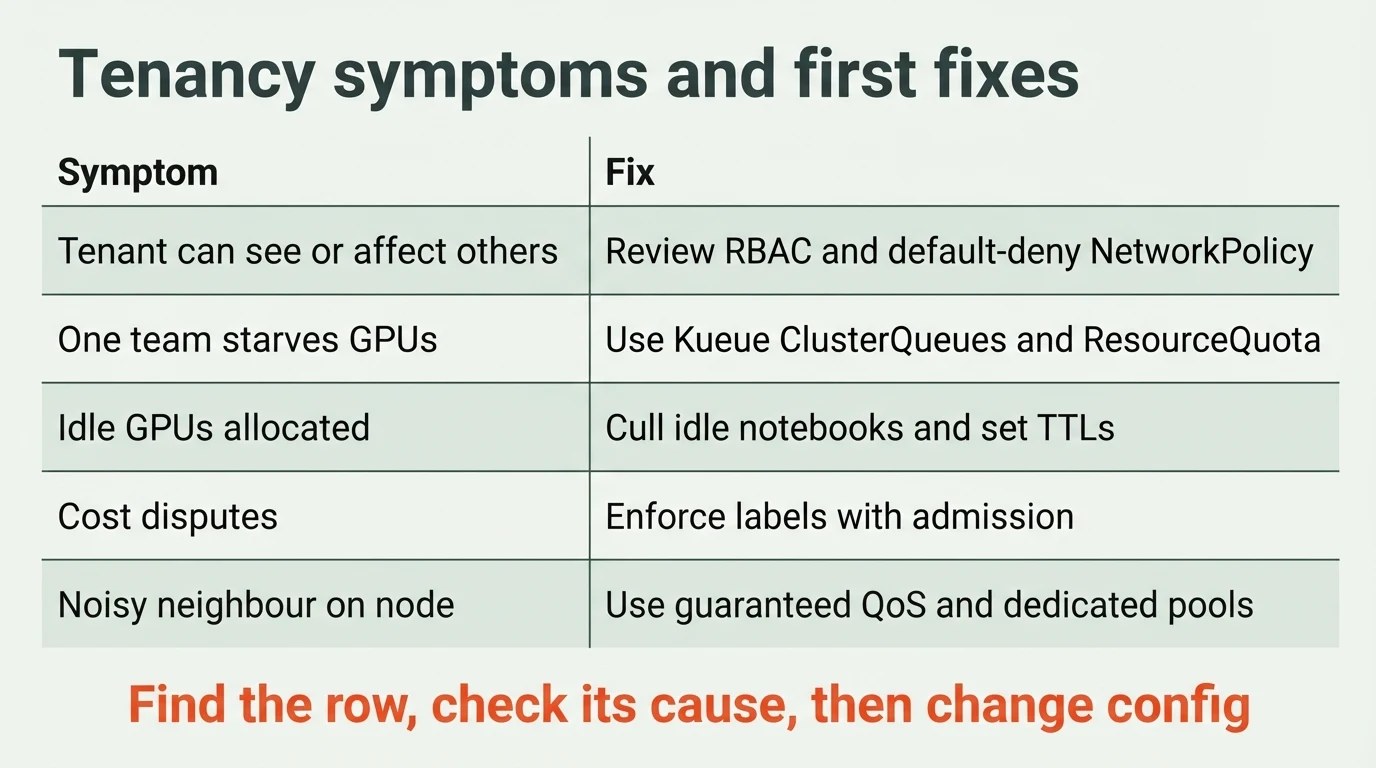 Tenancy symptoms and first fixes
Symptom
Fix
Tenant can see or affect others
Review RBAC and default-deny NetworkPolicy
One team starves GPUs
Use Kueue ClusterQueues and ResourceQuota
Idle GPUs allocated
Cull idle notebooks and set TTLs
Cost disputes
Enforce labels with admission
Noisy neighbour on node
Use guaranteed QoS and dedicated pools
Find the row, check its cause, then change config